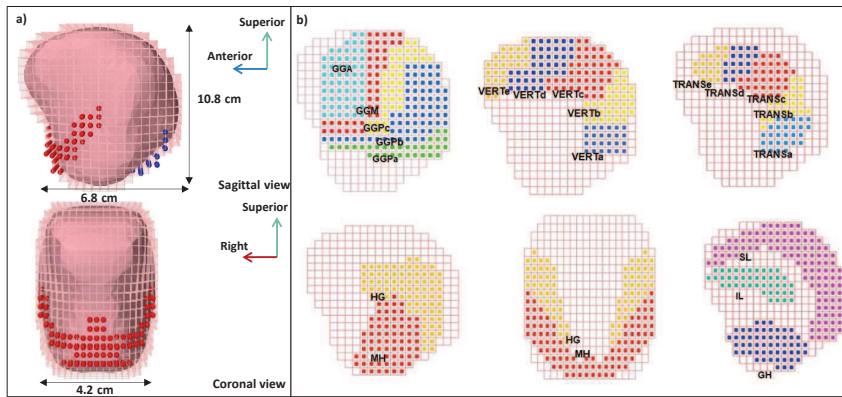 a)
Superior
Anterior
10.8 cm
Sagittal view
6.8 cm
Superior
Right
Coronal view
4.2 cm
b)
GGA
GGM
GGPc
GGPb
GGPa
VERTe
VERTd
VERTc
VERTb
VERTa
TRANSe
TRANSd
TRANSc
TRANSb
TRANSa
HG
MH
HG
MH
SL
IL
GH